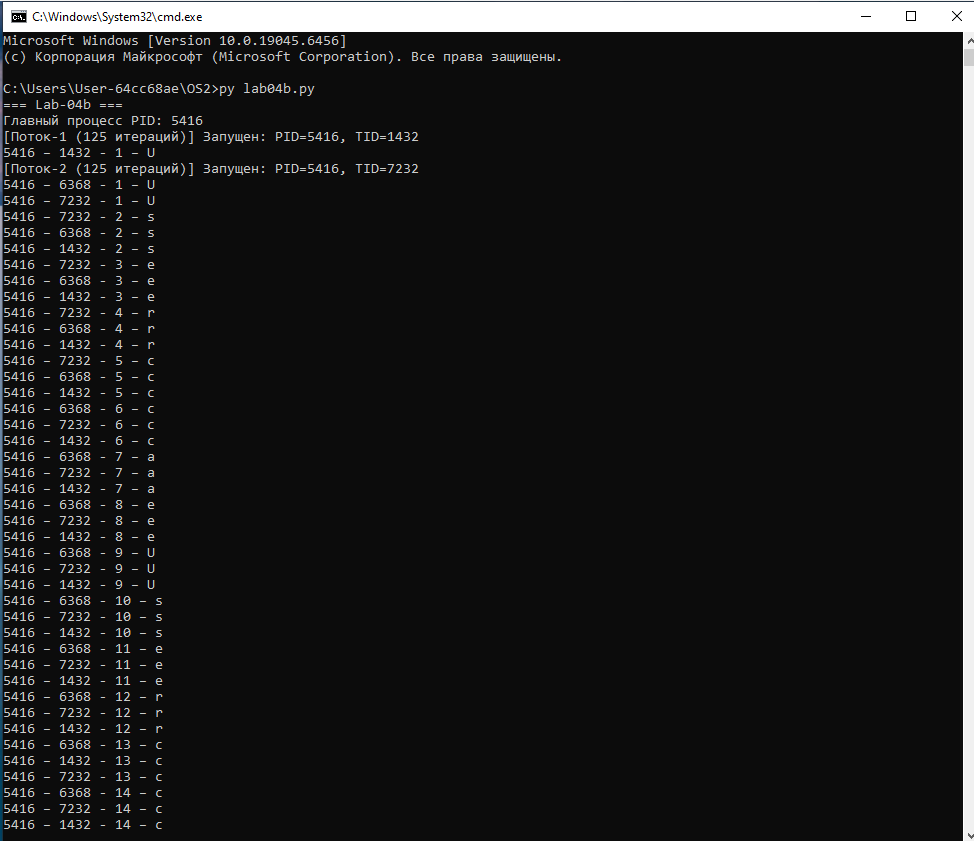 C:\Windows\System32\cmd.exe
Microsoft Windows [Version 10.0.19045.6456]
(c) Корпорация Майкрософт (Microsoft Corporation). Все права защищены.
C:\Users\User-64cc68ae\OS2>py lab04b.py
=== Lab-04b ===
Главный процесс PID: 5416
[Поток-1 (125 итераций)] Запущен: PID=5416, TID=1432
5416 – 1432 - 1 – U
[Поток-2 (125 итераций)] Запущен: PID=5416, TID=7232
5416 – 6368 - 1 – U
5416 – 7232 - 1 – U
5416 – 7232 - 2 – s
5416 – 6368 - 2 – s
5416 – 1432 - 2 – s
5416 – 7232 - 3 – e
5416 – 6368 - 3 – e
5416 – 1432 - 3 – e
5416 – 7232 - 4 – r
5416 – 6368 - 4 – r
5416 – 1432 - 4 – r
5416 – 7232 - 5 – c
5416 – 6368 - 5 – c
5416 – 1432 - 5 – c
5416 – 6368 - 6 – c
5416 – 7232 - 6 – c
5416 – 1432 - 6 – c
5416 – 6368 - 7 – a
5416 – 7232 - 7 – a
5416 – 1432 - 7 – a
5416 – 6368 - 8 – e
5416 – 7232 - 8 – e
5416 – 1432 - 8 – e
5416 – 6368 - 9 – U
5416 – 7232 - 9 – U
5416 – 1432 - 9 – U
5416 – 6368 - 10 – s
5416 – 7232 - 10 – s
5416 – 1432 - 10 – s
5416 – 6368 - 11 – e
5416 – 7232 - 11 – e
5416 – 1432 - 11 – e
5416 – 6368 - 12 – r
5416 – 7232 - 12 – r
5416 – 1432 - 12 – r
5416 – 6368 - 13 – c
5416 – 1432 - 13 – c
5416 – 7232 - 13 – c
5416 – 6368 - 14 – c
5416 – 7232 - 14 – c
5416 – 1432 - 14 – c